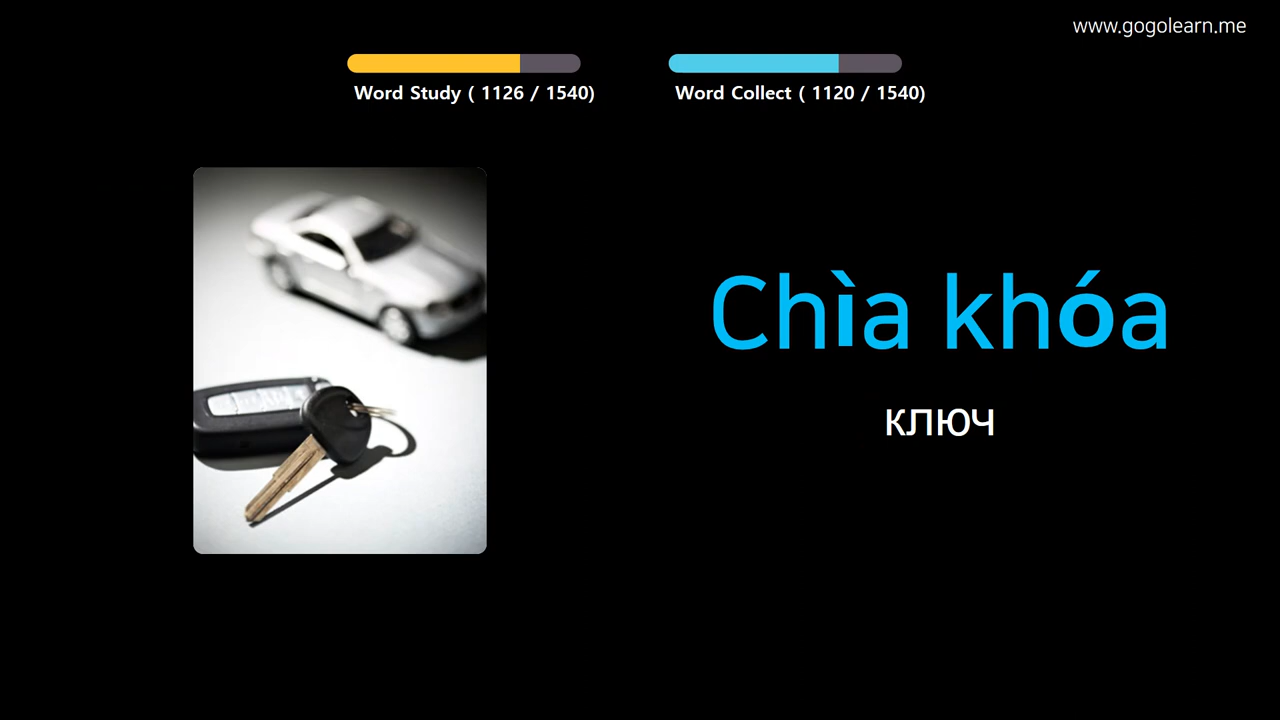 www.gogolearn.me
Word Study ( 1126 / 1540)
Word Collect ( 1120 / 1540)
Chìa khóa
ключ